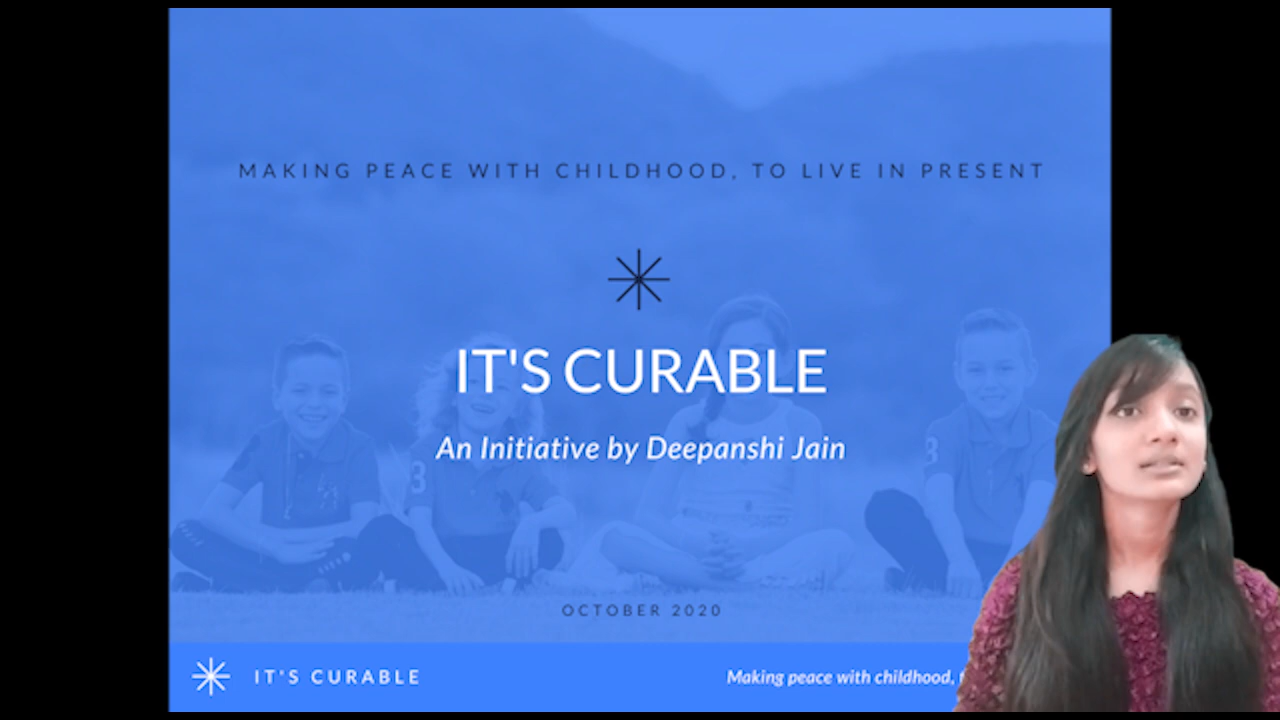 MAKING PEACE WITH CHILDHOOD, TO LIVE IN PRESENT
IT'S CURABLE
An Initiative by Deepanshi Jain
OCTOBER 2020
IT'S CURABLE
Making peace with childhood,